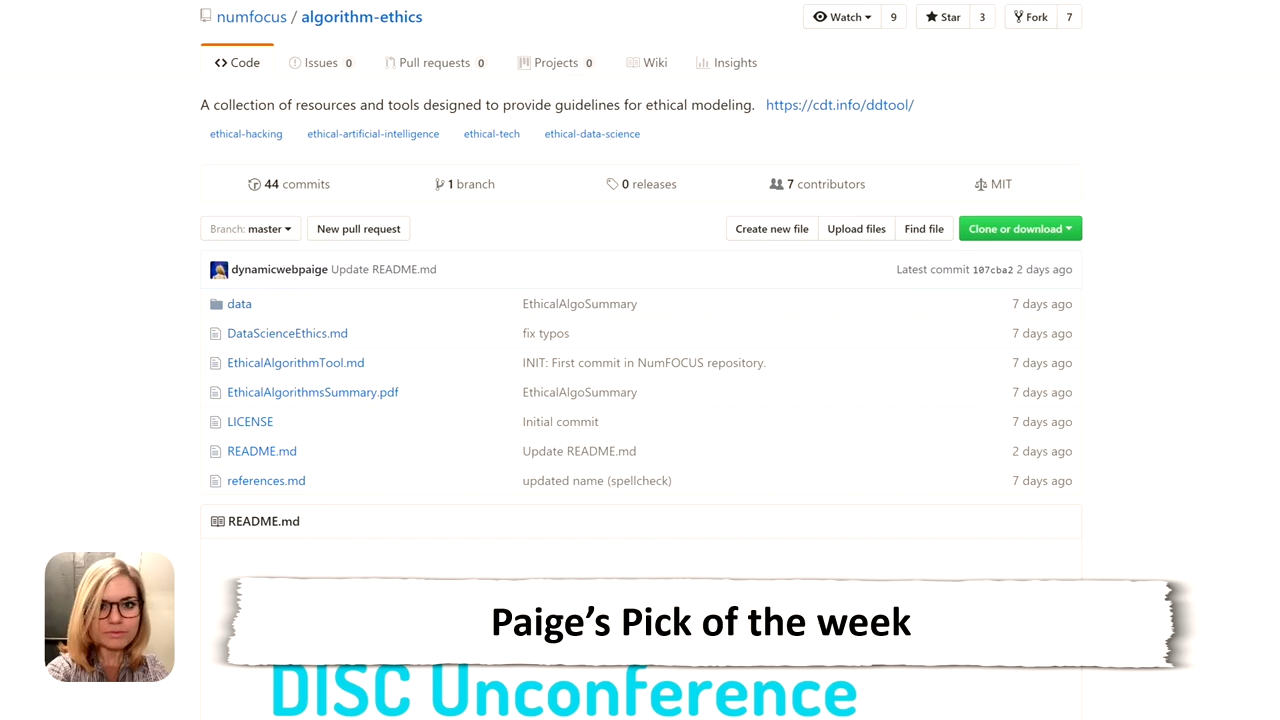 numfocus / algorithm-ethics
Watch 9 Star 3 Fork 7
Code Issues 0 Pull requests 0 Projects 0 Wiki Insights
A collection of resources and tools designed to provide guidelines for ethical modeling. https://cdt.info/ddtool/
ethical-hacking ethical-artificial-intelligence ethical-tech ethical-data-science
44 commits 1 branch 0 releases 7 contributors MIT
Branch: master New pull request Create new file Upload files Find file Clone or download
dynamicwebpaige Update README.md Latest commit 107cba2 2 days ago
data EthicalAlgoSummary 7 days ago
DataScienceEthics.md fix typos 7 days ago
EthicalAlgorithmTool.md INIT: First commit in NumFOCUS repository. 7 days ago
EthicalAlgorithmsSummary.pdf EthicalAlgoSummary 7 days ago
LICENSE Initial commit 7 days ago
README.md Update README.md 2 days ago
references.md updated name (spellcheck) 7 days ago
README.md
Paige’s Pick of the week
DISC Unconference